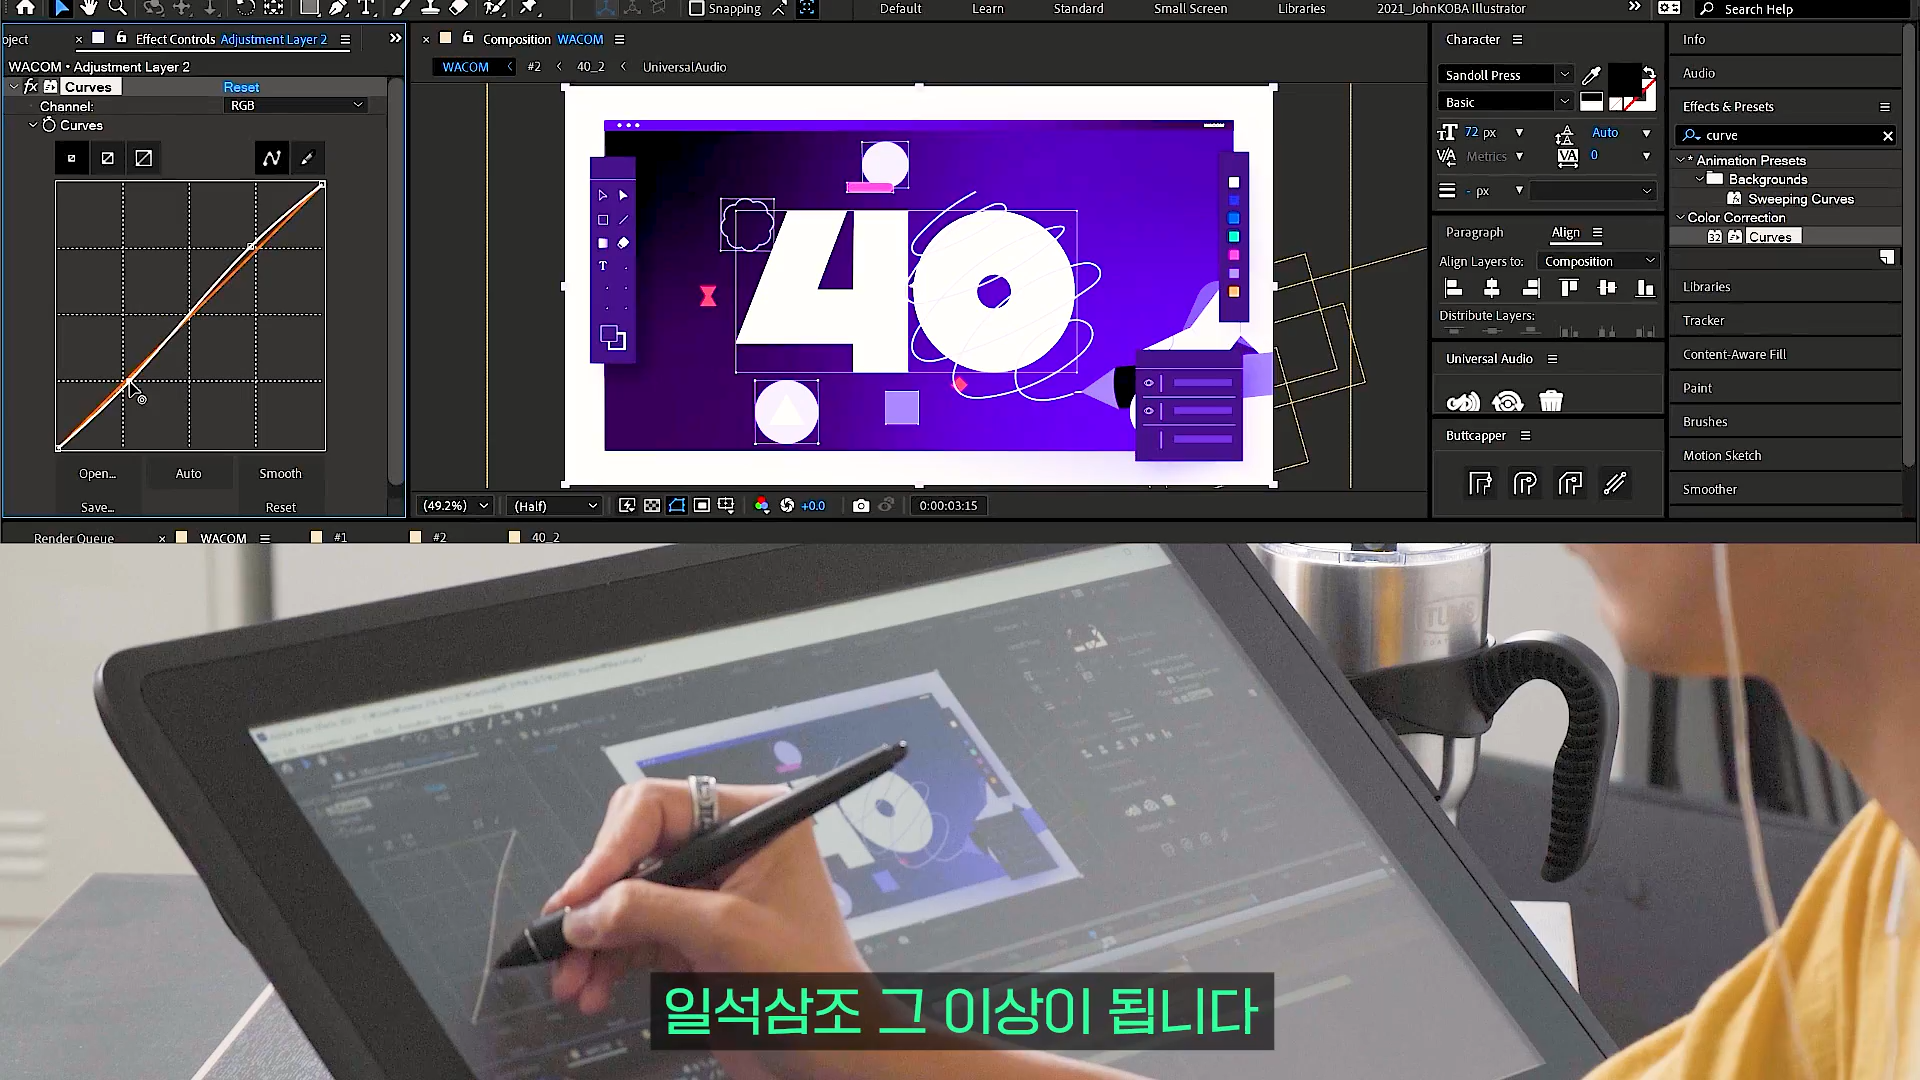 Snapping
Default
Learn
Standard
Small Screen
Libraries
2021_JohnKOBA Illustrator
Search Help
oject
Effect Controls Adjustment Layer 2
Composition WACOM
Character
Info
WACOM • Adjustment Layer 2
WACOM
#2
40_2
UniversalAudio
Sandoll Press
Audio
fx Curves
Reset
Channel:
RGB
Basic
Effects & Presets
Curves
72 px
Auto
curve
Metrics
0
* Animation Presets
Backgrounds
- px
Sweeping Curves
Color Correction
Paragraph
Align
32 Curves
Align Layers to:
Composition
Libraries
Distribute Layers:
Tracker
Universal Audio
Content-Aware Fill
Paint
Brushes
Buttcapper
Motion Sketch
Smoother
40
T
Open...
Auto
Smooth
Save...
Reset
(49.2%)
(Half)
+0.0
0:00:03:15
Render Queue
WACOM
#1
#2
40_2
일석삼조 그 이상이 됩니다